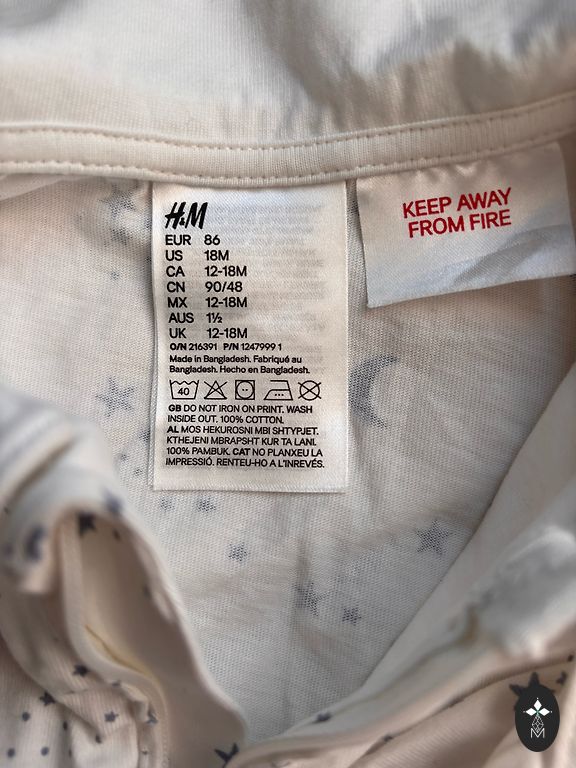 H&M
EUR 86
US 18M
CA 12-18M
CN 90/48
MX 12-18M
AUS 1½
UK 12-18M
O/N 216391 P/N 1247999 1
Made in Bangladesh. Fabriqué au
Bangladesh. Hecho en Bangladesh.
40
GB DO NOT IRON ON PRINT. WASH
INSIDE OUT. 100% COTTON.
AL MOS HEKUROSNI MBI SHTYPJET.
KTHEJENI MBRAPSHT KUR TA LANI.
100% PAMBUK. CAT NO PLANXEU LA
IMPRESSIÓ. RENTEU-HO A L'INREVÉS.
KEEP AWAY
FROM FIRE
M